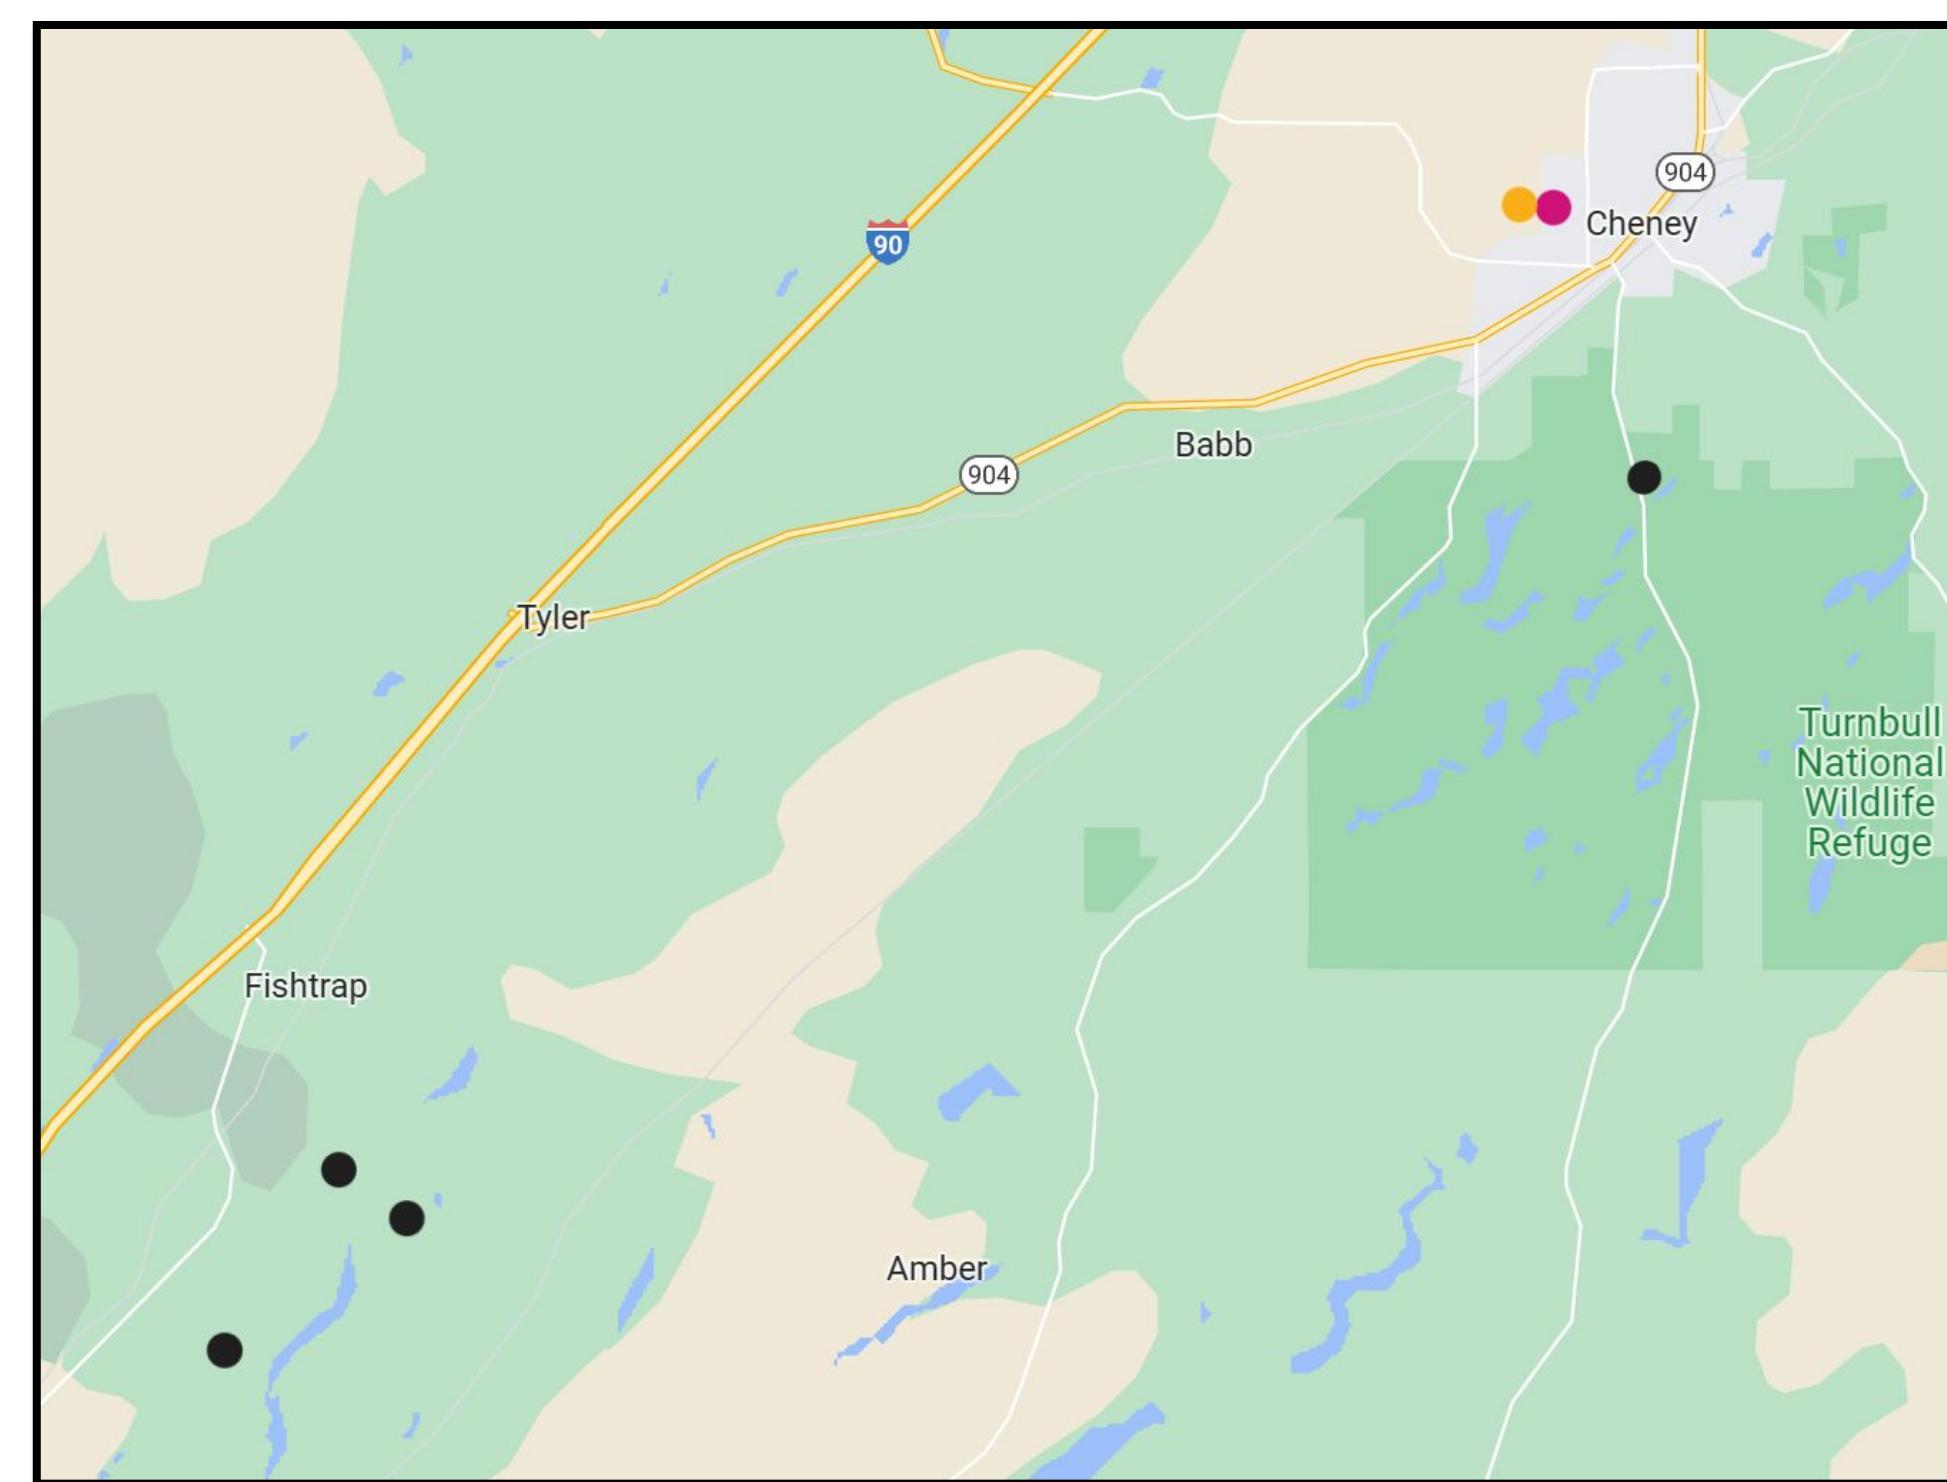 904
Cheney
90
Babb
904
Tyler
Turnbull
National
Wildlife
Refuge
Fishtrap
Amber